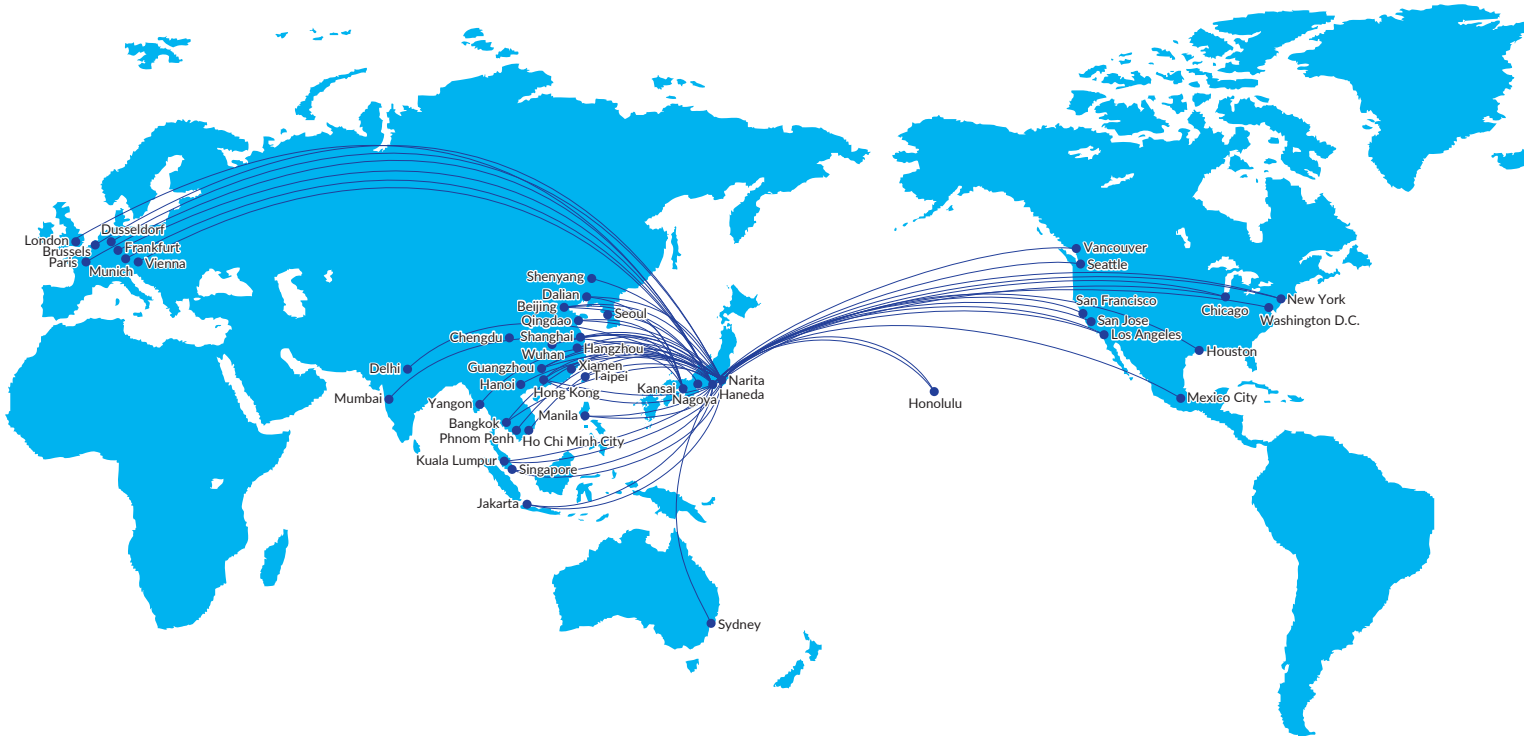 London
Brussels
Paris
Dusseldorf
Frankfurt
Munich
Vienna
Shenyang
Dalian
Beijing
Seoul
Qingdao
Chengdu
Shanghai
Wuhan
Hangzhou
Delhi
Guangzhou
Xiamen
Taipei
Hanoi
Hong Kong
Mumbai
Yangon
Kansai
Nagoya
Narita
Haneda
Manila
Bangkok
Phnom Penh
Ho Chi Minh City
Kuala Lumpur
Singapore
Jakarta
Sydney
Honolulu
Vancouver
Seattle
San Francisco
San Jose
Los Angeles
Chicago
New York
Washington D.C.
Houston
Mexico City